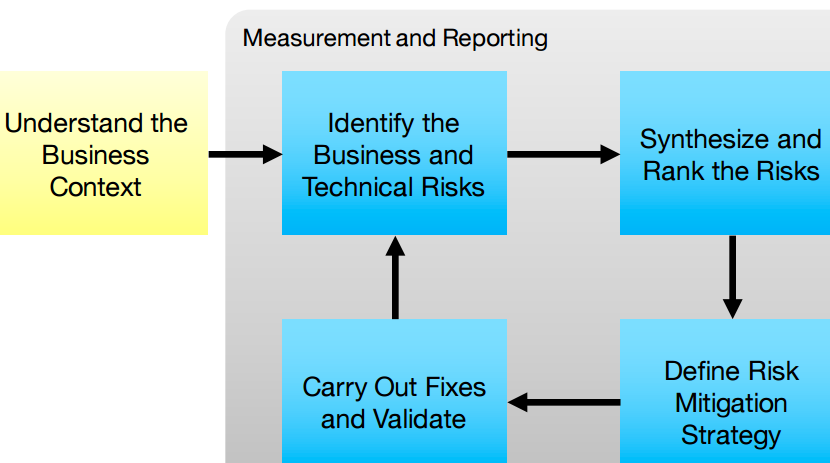 Measurement and Reporting
Understand the
Business
Context
Identify the
Business and
Technical Risks
Synthesize and
Rank the Risks
Carry Out Fixes
and Validate
Define Risk
Mitigation
Strategy